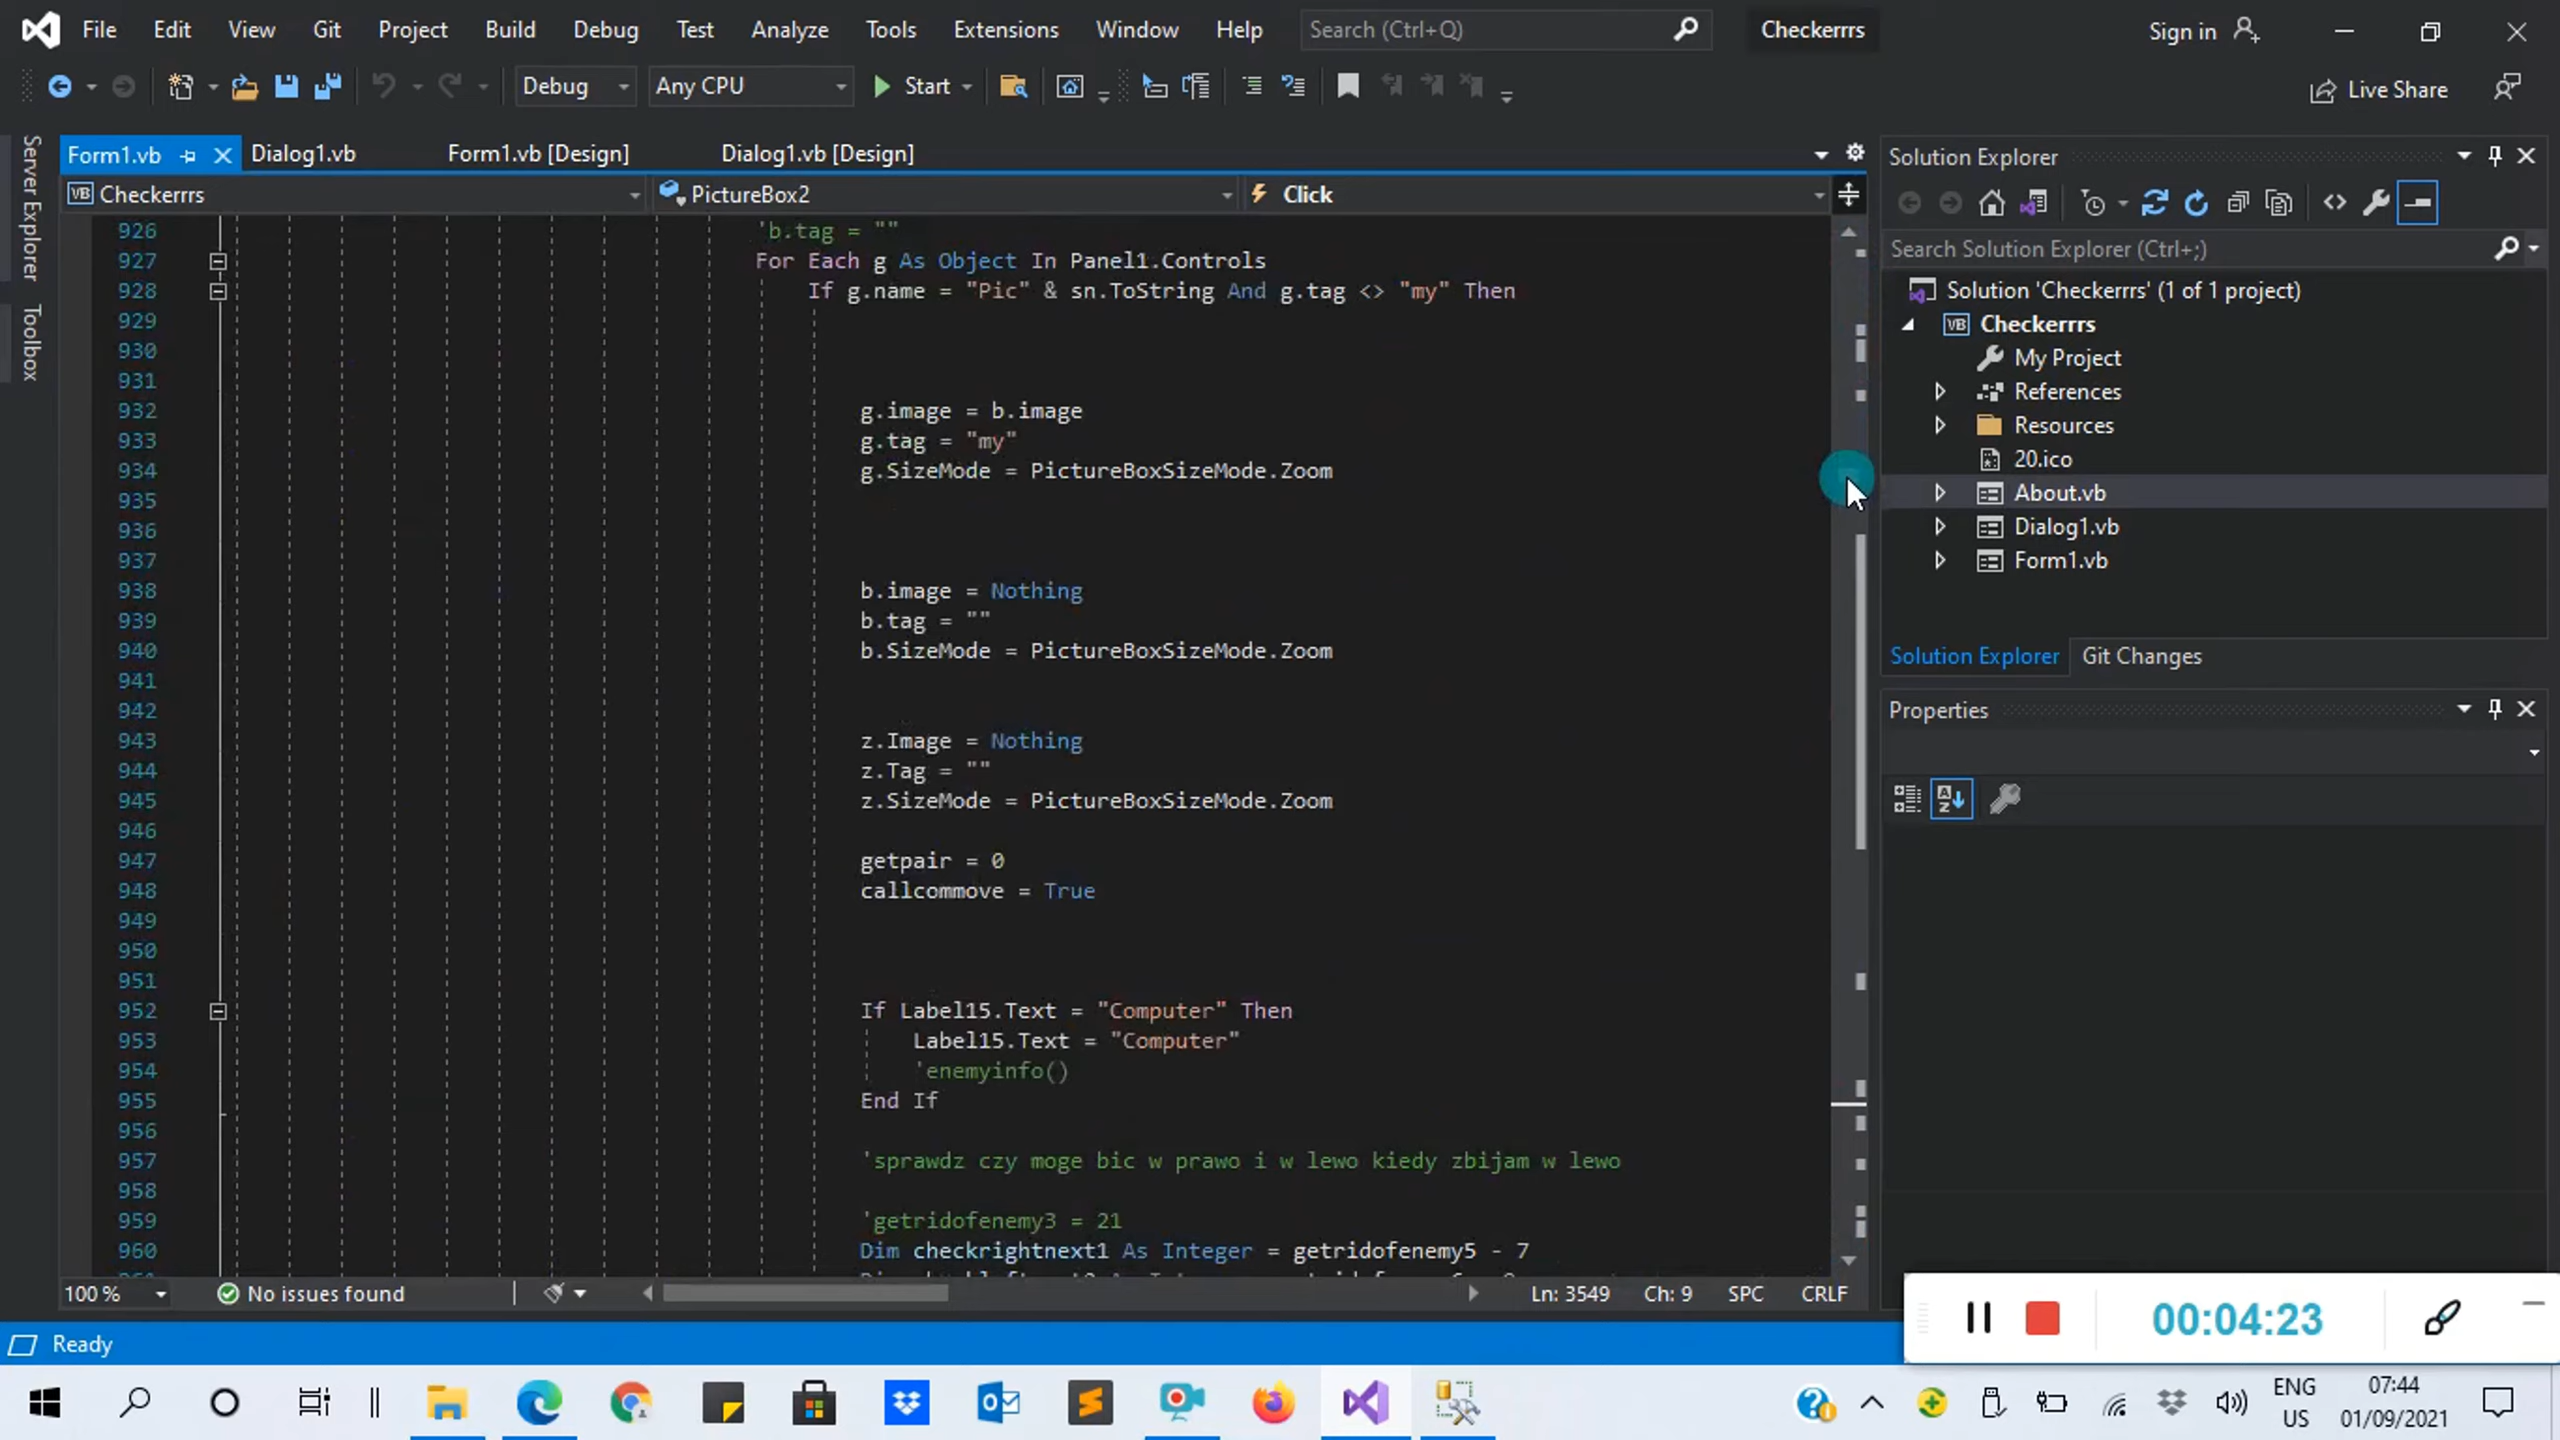 File Edit View Git Project Build Debug Test Analyze Tools Extensions Window Help Search (Ctrl+Q) Checkerrrs Sign in
Debug Any CPU Start Live Share
Server Explorer
Toolbox
Form1.vb Dialog1.vb Form1.vb [Design] Dialog1.vb [Design]
Checkerrrs PictureBox2 Click
926 'b.tag = ""
927 For Each g As Object In Panel1.Controls
928 If g.name = "Pic" & sn.ToString And g.tag <> "my" Then
929
930
931
932 g.image = b.image
933 g.tag = "my"
934 g.SizeMode = PictureBoxSizeMode.Zoom
935
936
937
938 b.image = Nothing
939 b.tag = ""
940 b.SizeMode = PictureBoxSizeMode.Zoom
941
942
943 z.Image = Nothing
944 z.Tag = ""
945 z.SizeMode = PictureBoxSizeMode.Zoom
946
947 getpair = 0
948 callcommove = True
949
950
951
952 If Label15.Text = "Computer" Then
953 Label15.Text = "Computer"
954 'enemyinfo()
955 End If
956
957 'sprawdz czy moge bic w prawo i w lewo kiedy zbijam w lewo
958
959 'getridofenemy3 = 21
960 Dim checkrightnext1 As Integer = getridofenemy5 - 7
100 % No issues found Ln: 3549 Ch: 9 SPC CRLF
Ready
Solution Explorer
Search Solution Explorer (Ctrl+;)
Solution 'Checkerrrs' (1 of 1 project)
Checkerrrs
My Project
References
Resources
20.ico
About.vb
Dialog1.vb
Form1.vb
Solution Explorer Git Changes
Properties
00:04:23
ENG
US
07:44
01/09/2021